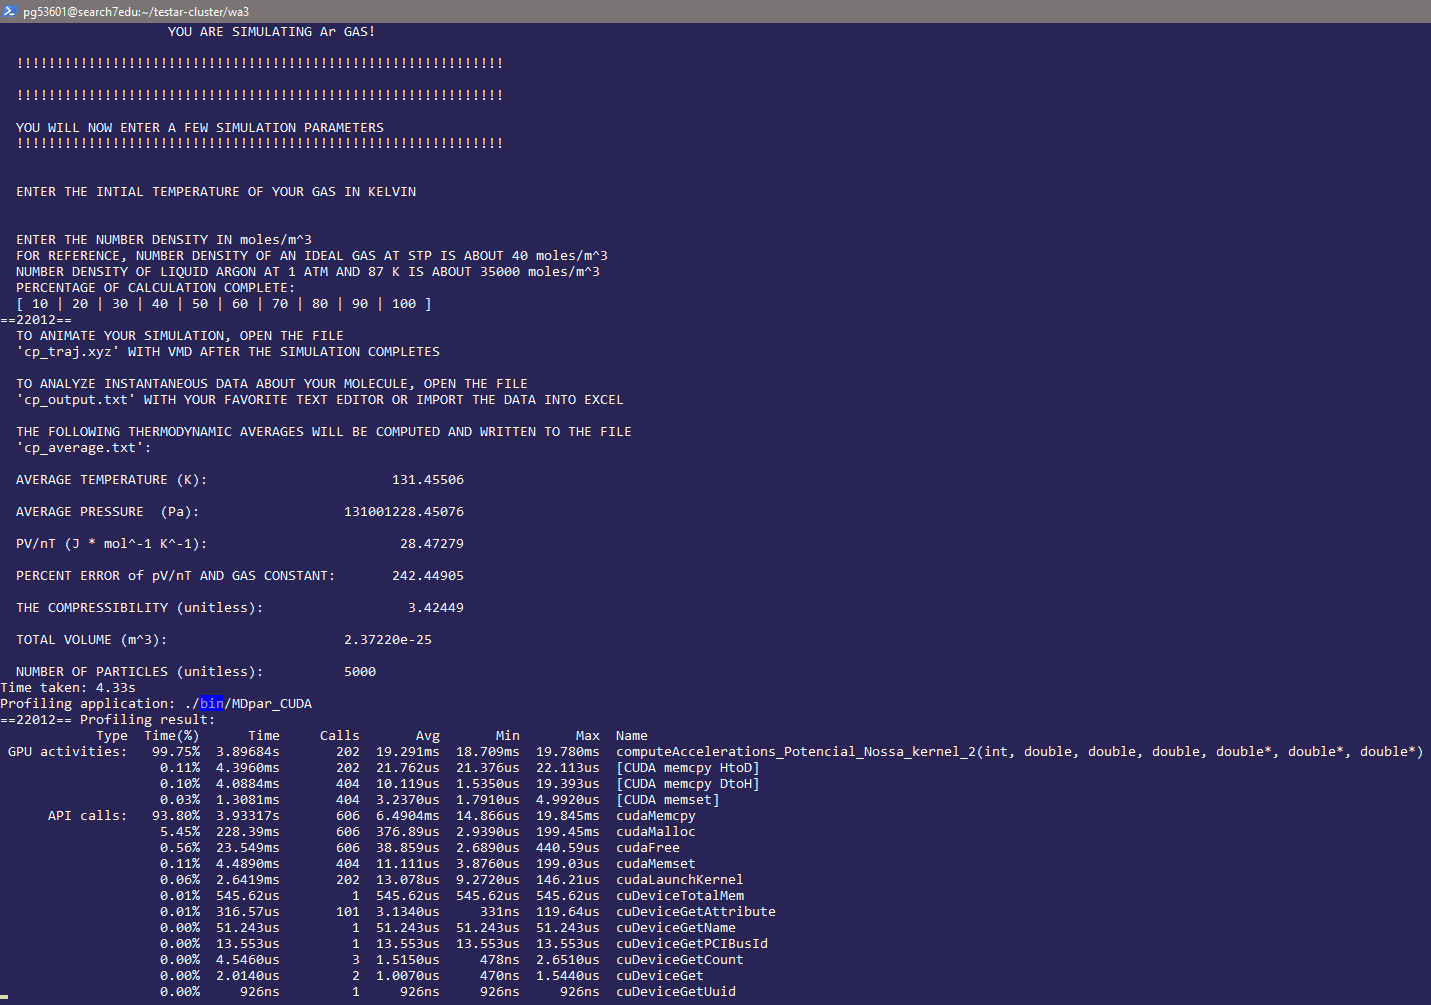 pg53601@search7edu:~/testar-cluster/wa3
YOU ARE SIMULATING Ar GAS!
!!!!!!!!!!!!!!!!!!!!!!!!!!!!!!!!!!!!!!!!!!!!!!!!!!!!!!!!!!!!!
!!!!!!!!!!!!!!!!!!!!!!!!!!!!!!!!!!!!!!!!!!!!!!!!!!!!!!!!!!!!!
YOU WILL NOW ENTER A FEW SIMULATION PARAMETERS
!!!!!!!!!!!!!!!!!!!!!!!!!!!!!!!!!!!!!!!!!!!!!!!!!!!!!!!!!!!!!
ENTER THE INTIAL TEMPERATURE OF YOUR GAS IN KELVIN
ENTER THE NUMBER DENSITY IN moles/m^3
FOR REFERENCE, NUMBER DENSITY OF AN IDEAL GAS AT STP IS ABOUT 40 moles/m^3
NUMBER DENSITY OF LIQUID ARGON AT 1 ATM AND 87 K IS ABOUT 35000 moles/m^3
PERCENTAGE OF CALCULATION COMPLETE:
[ 10 | 20 | 30 | 40 | 50 | 60 | 70 | 80 | 90 | 100 ]
==22012==
TO ANIMATE YOUR SIMULATION, OPEN THE FILE
'cp_traj.xyz' WITH VMD AFTER THE SIMULATION COMPLETES
TO ANALYZE INSTANTANEOUS DATA ABOUT YOUR MOLECULE, OPEN THE FILE
'cp_output.txt' WITH YOUR FAVORITE TEXT EDITOR OR IMPORT THE DATA INTO EXCEL
THE FOLLOWING THERMODYNAMIC AVERAGES WILL BE COMPUTED AND WRITTEN TO THE FILE
'cp_average.txt':
AVERAGE TEMPERATURE (K): 131.45506
AVERAGE PRESSURE (Pa): 131001228.45076
PV/nT (J * mol^-1 K^-1): 28.47279
PERCENT ERROR of pV/nT AND GAS CONSTANT: 242.44905
THE COMPRESSIBILITY (unitless): 3.42449
TOTAL VOLUME (m^3): 2.37220e-25
NUMBER OF PARTICLES (unitless): 5000
Time taken: 4.33s
Profiling application: ./bin/MDpar_CUDA
==22012== Profiling result:
Type Time(%) Time Calls Avg Min Max Name
GPU activities: 99.75% 3.89684s 202 19.291ms 18.709ms 19.780ms computeAccelerations_Potencial_Nossa_kernel_2(int, double, double, double, double*, double*, double*)
0.11% 4.3960ms 202 21.762us 21.376us 22.113us [CUDA memcpy HtoD]
0.10% 4.0884ms 404 10.119us 1.5350us 19.393us [CUDA memcpy DtoH]
0.03% 1.3081ms 404 3.2370us 1.7910us 4.9920us [CUDA memset]
API calls: 93.80% 3.93317s 606 6.4904ms 14.866us 19.845ms cudaMemcpy
5.45% 228.39ms 606 376.89us 2.9390us 199.45ms cudaMalloc
0.56% 23.549ms 606 38.859us 2.6890us 440.59us cudaFree
0.11% 4.4890ms 404 11.111us 3.8760us 199.03us cudaMemset
0.06% 2.6419ms 202 13.078us 9.2720us 146.21us cudaLaunchKernel
0.01% 545.62us 1 545.62us 545.62us 545.62us cuDeviceTotalMem
0.01% 316.57us 101 3.1340us 331ns 119.64us cuDeviceGetAttribute
0.00% 51.243us 1 51.243us 51.243us 51.243us cuDeviceGetName
0.00% 13.553us 1 13.553us 13.553us 13.553us cuDeviceGetPCIBusId
0.00% 4.5460us 3 1.5150us 478ns 2.6510us cuDeviceGetCount
0.00% 2.0140us 2 1.0070us 470ns 1.5440us cuDeviceGet
0.00% 926ns 1 926ns 926ns 926ns cuDeviceGetUuid